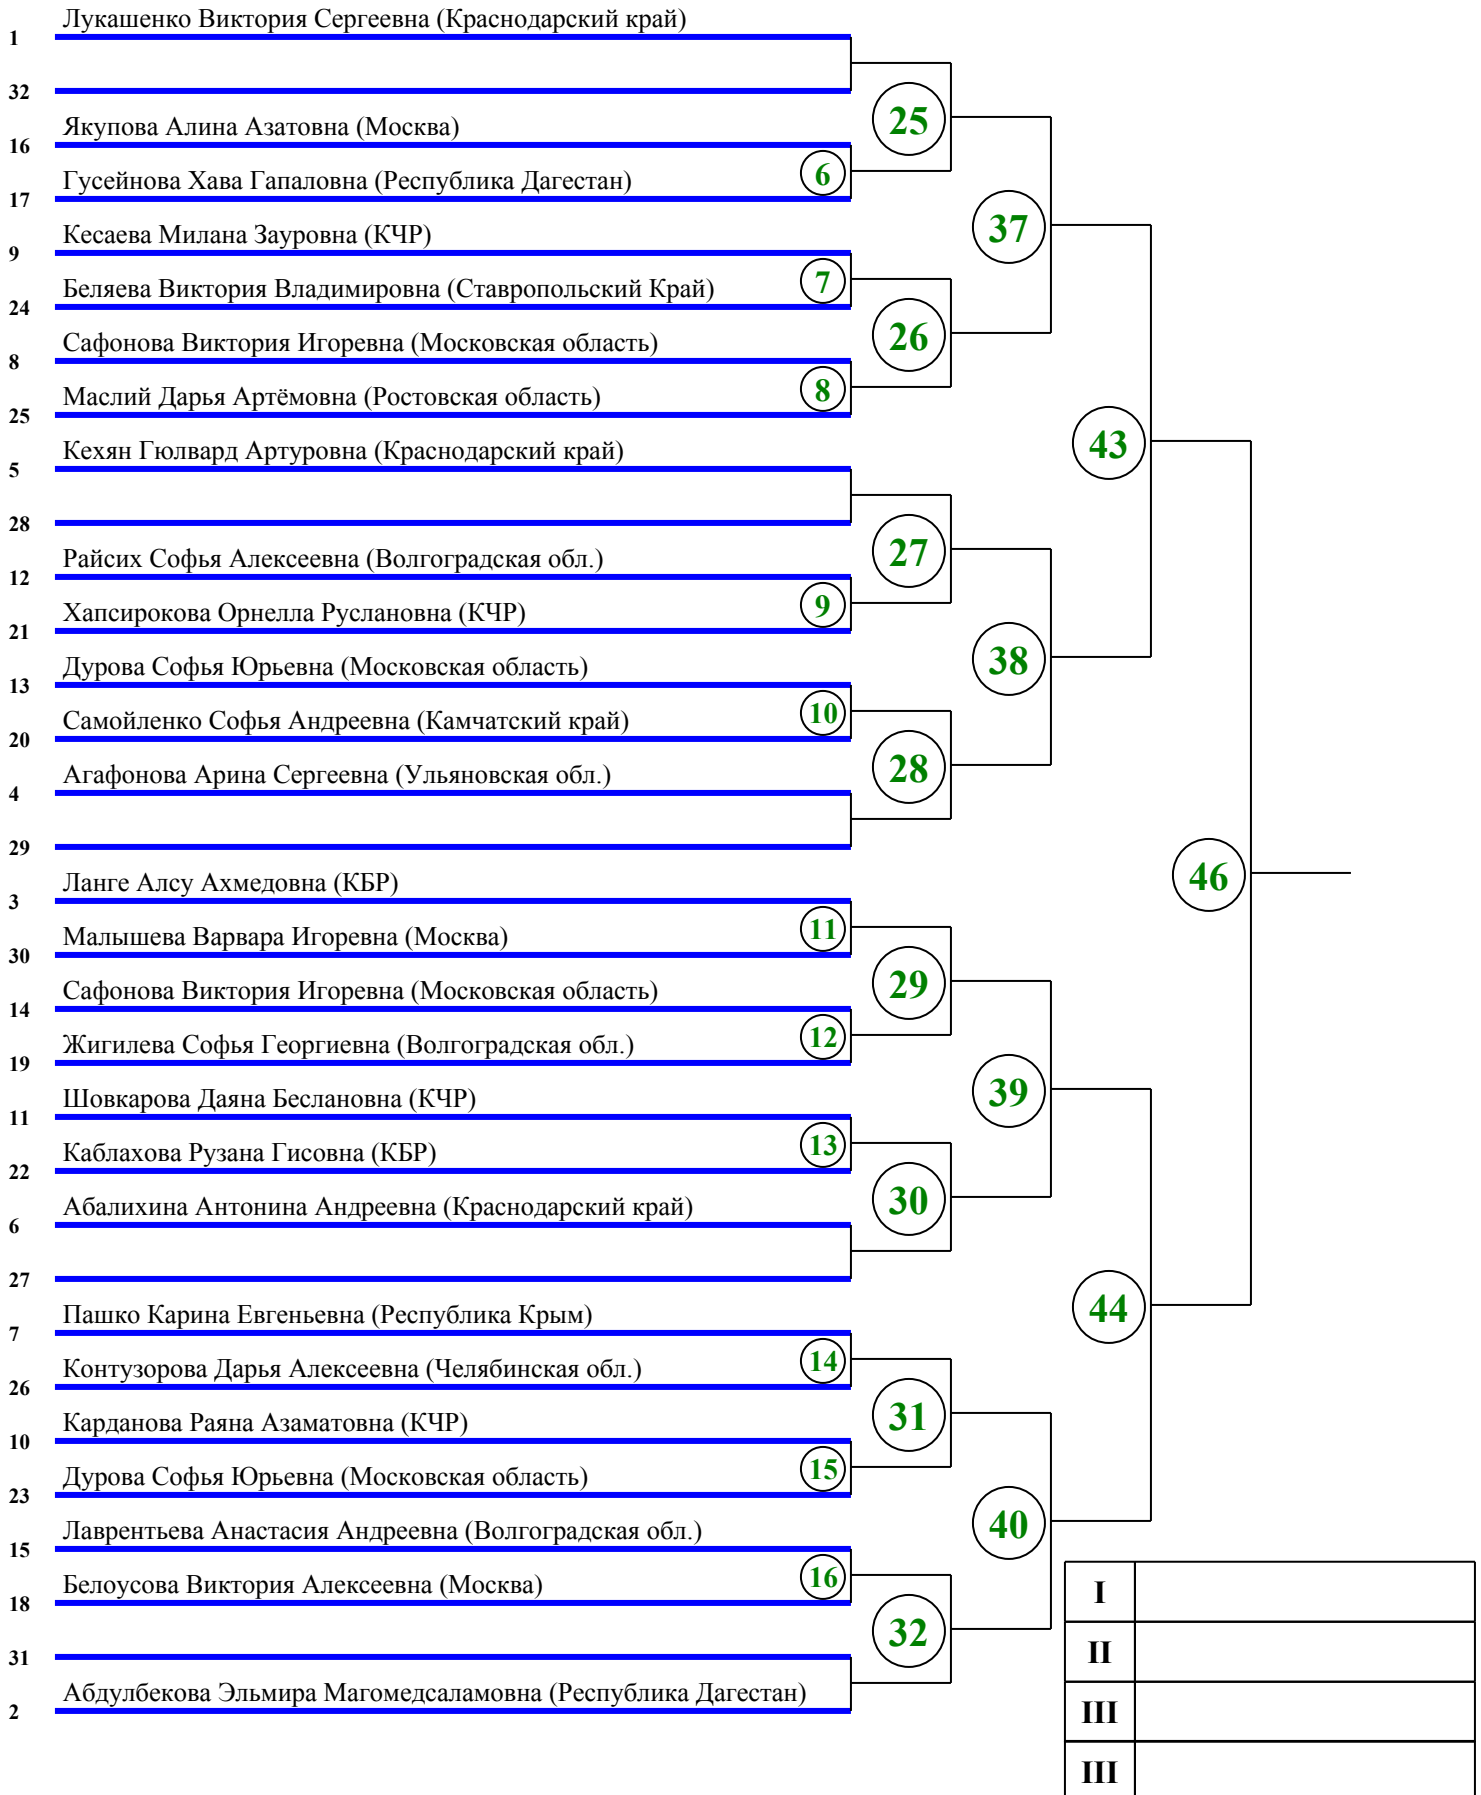 Лукашенко Виктория Сергеевна (Краснодарский край)
1
32
25
Якупова Алина Азатовна (Москва)
16
6
Гусейнова Хава Гапаловна (Республика Дагестан)
17
37
Кесаева Милана Зауровна (КЧР)
9
7
Беляева Виктория Владимировна (Ставропольский Край)
24
26
Сафонова Виктория Игоревна (Московская область)
8
8
Маслий Дарья Артёмовна (Ростовская область)
25
43
Кехян Гюлвард Артуровна (Краснодарский край)
5
28
27
Райсих Софья Алексеевна (Волгоградская обл.)
12
9
Хапсирокова Орнелла Руслановна (КЧР)
21
38
Дурова Софья Юрьевна (Московская область)
13
10
Самойленко Софья Андреевна (Камчатский край)
20
28
Агафонова Арина Сергеевна (Ульяновская обл.)
4
29
46
Ланге Алсу Ахмедовна (КБР)
3
11
Малышева Варвара Игоревна (Москва)
30
29
Сафонова Виктория Игоревна (Московская область)
14
12
Жигилева Софья Георгиевна (Волгоградская обл.)
19
39
Шовкарова Даяна Беслановна (КЧР)
11
13
Каблахова Рузана Гисовна (КБР)
22
30
Абалихина Антонина Андреевна (Краснодарский край)
6
27
44
Пашко Карина Евгеньевна (Республика Крым)
7
14
Контузорова Дарья Алексеевна (Челябинская обл.)
26
31
Карданова Раяна Азаматовна (КЧР)
10
15
Дурова Софья Юрьевна (Московская область)
23
40
Лаврентьева Анастасия Андреевна (Волгоградская обл.)
15
16
Белоусова Виктория Алексеевна (Москва)
18
32
31
Абдулбекова Эльмира Магомедсаламовна (Республика Дагестан)
2
I
II
III
III